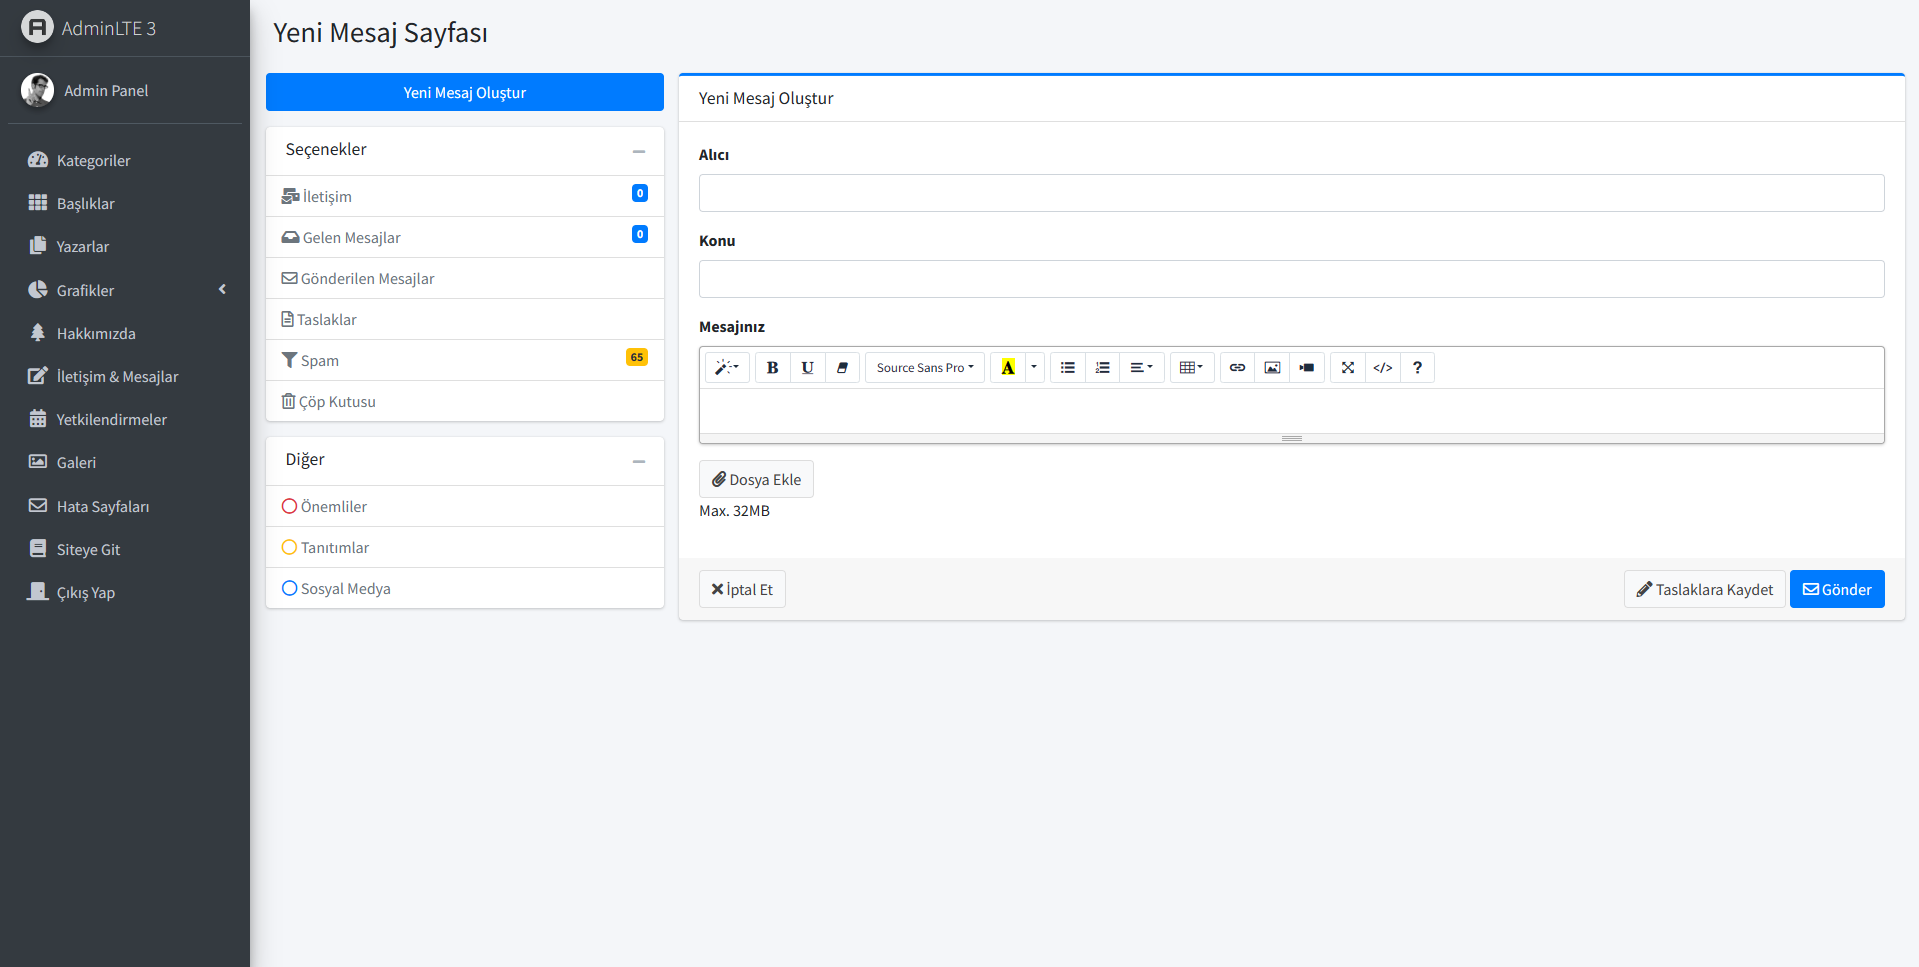 AdminLTE 3
Admin Panel
Kategoriler
Başlıklar
Yazarlar
Grafikler
Hakkımızda
İletişim & Mesajlar
Yetkilendirmeler
Galeri
Hata Sayfaları
Siteye Git
Çıkış Yap
Yeni Mesaj Sayfası
Yeni Mesaj Oluştur
Seçenekler
İletişim 0
Gelen Mesajlar 0
Gönderilen Mesajlar
Taslaklar
Spam 65
Çöp Kutusu
Diğer
Önemliler
Tanıtımlar
Sosyal Medya
Yeni Mesaj Oluştur
Alıcı
Konu
Mesajınız
B U Source Sans Pro A </> ?
Dosya Ekle
Max. 32MB
İptal Et Taslaklara Kaydet Gönder